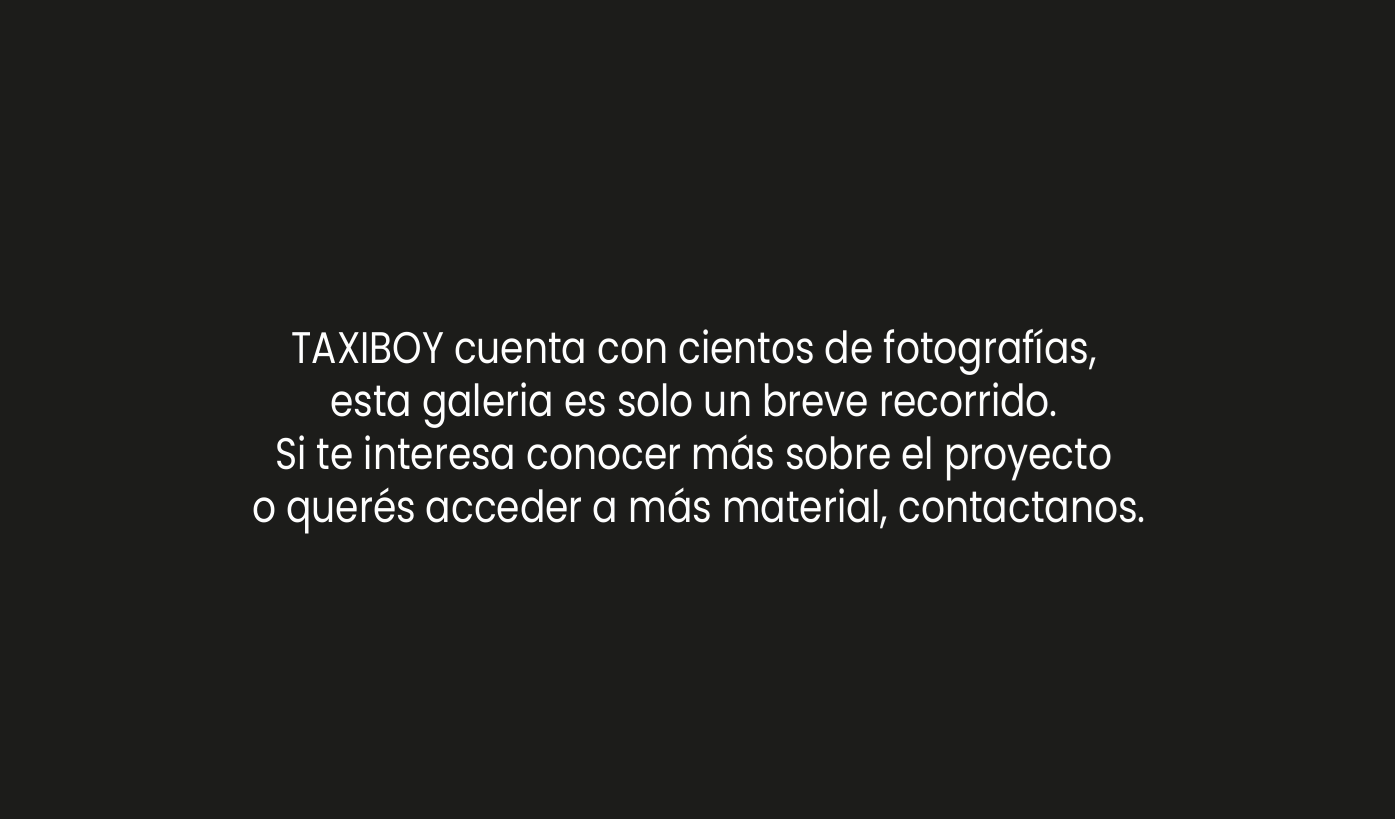 TAXIBOY cuenta con cientos de fotografías,
esta galeria es solo un breve recorrido.
Si te interesa conocer más sobre el proyecto
o querés acceder a más material, contactanos.